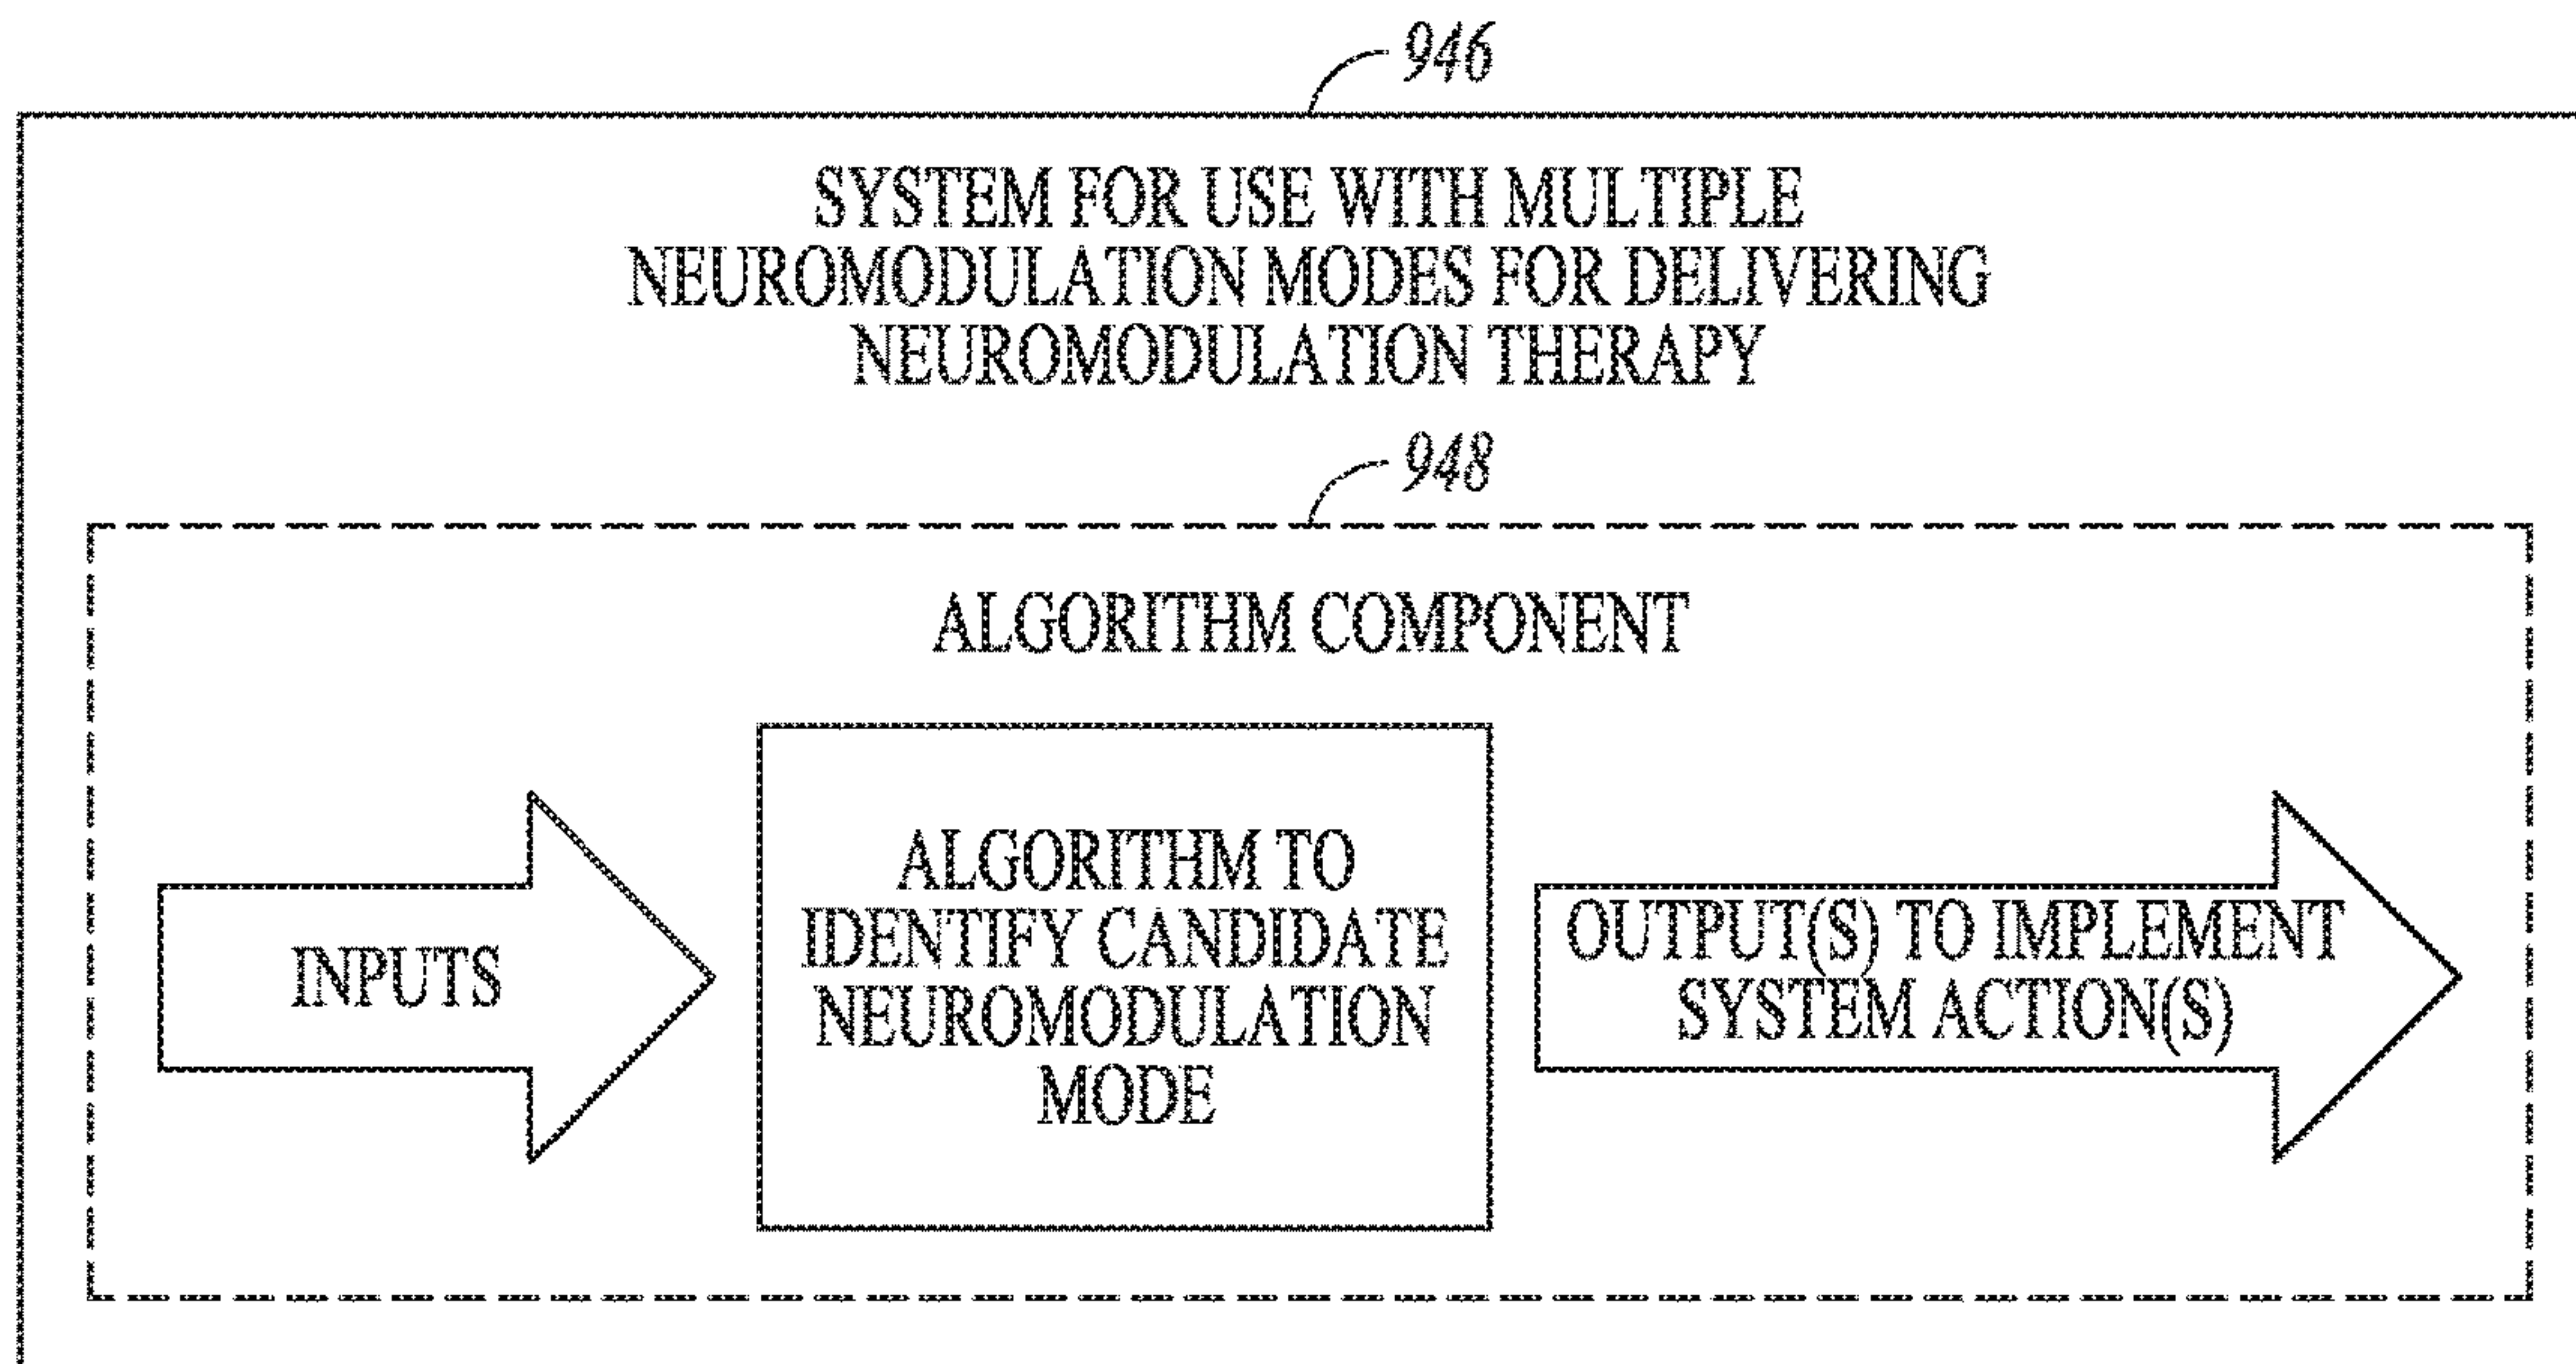 946
SYSTEM FOR USE WITH MULTIPLE
NEUROMODULATION MODES FOR DELIVERING
NEUROMODULATION THERAPY
948
ALGORITHM COMPONENT
INPUTS
ALGORITHM TO
IDENTIFY CANDIDATE
NEUROMODULATION
MODE
OUTPUT(S) TO IMPLEMENT
SYSTEM ACTION(S)